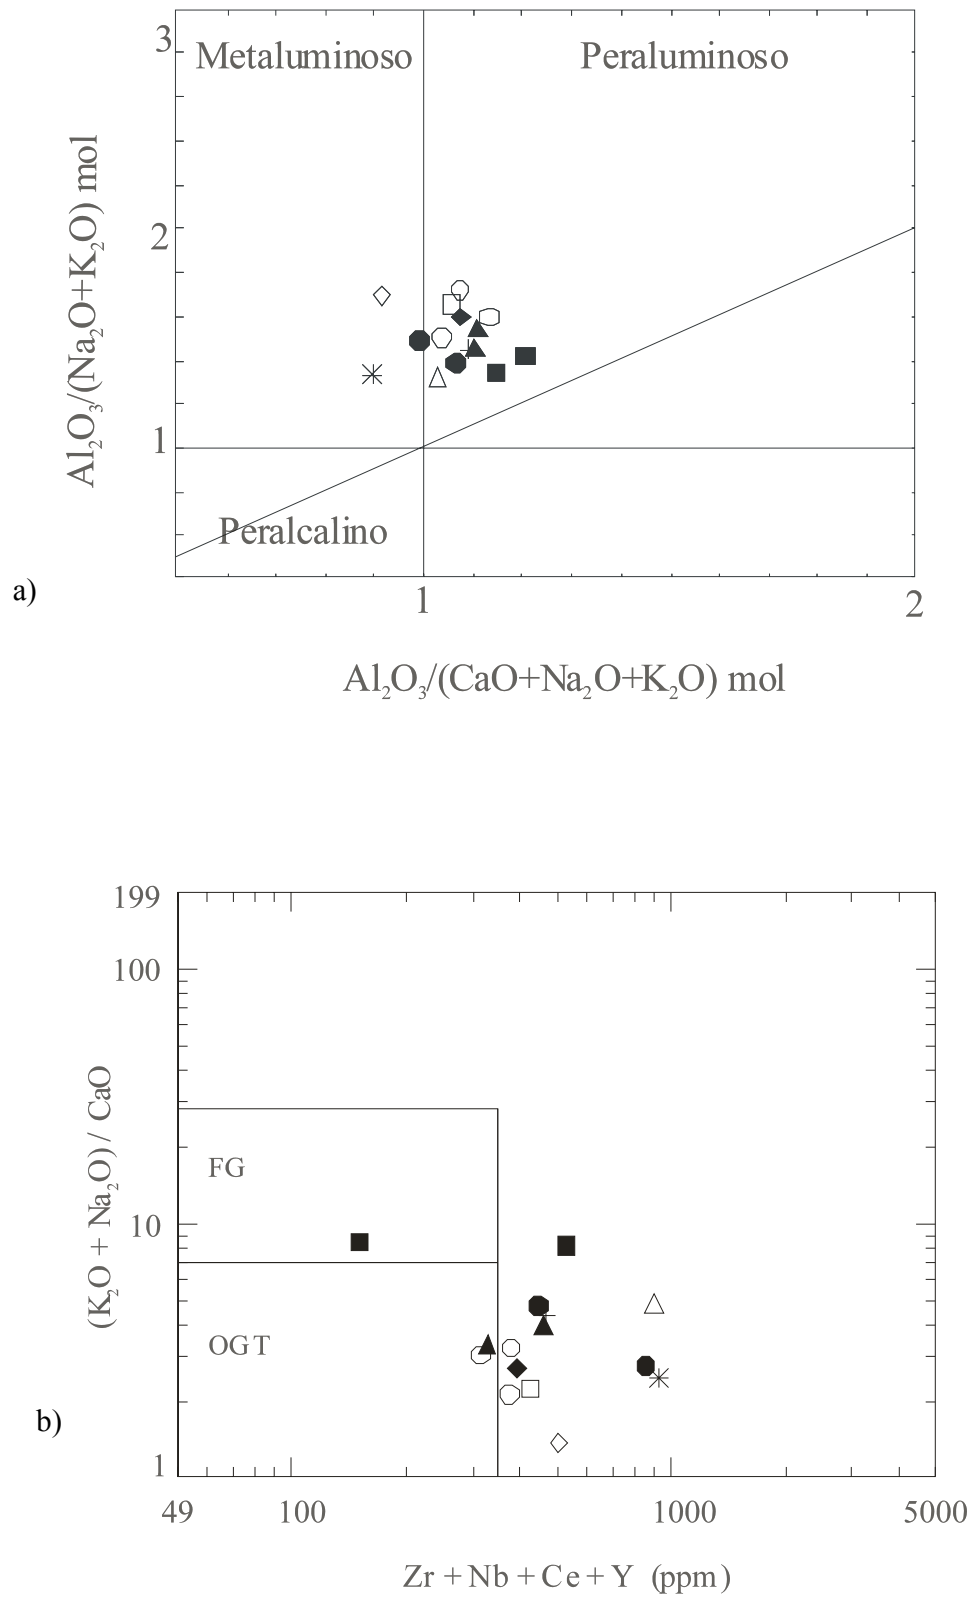 3
Metaluminoso
Peraluminoso
Al₂O₃/(Na₂O+K₂O) mol
2
1
Peralcalino
a)
1
2
Al₂O₃/(CaO+Na₂O+K₂O) mol
199
100
(K₂O + Na₂O) / CaO
FG
10
OGT
b)
1
49
100
1000
5000
Zr + Nb + Ce + Y (ppm)